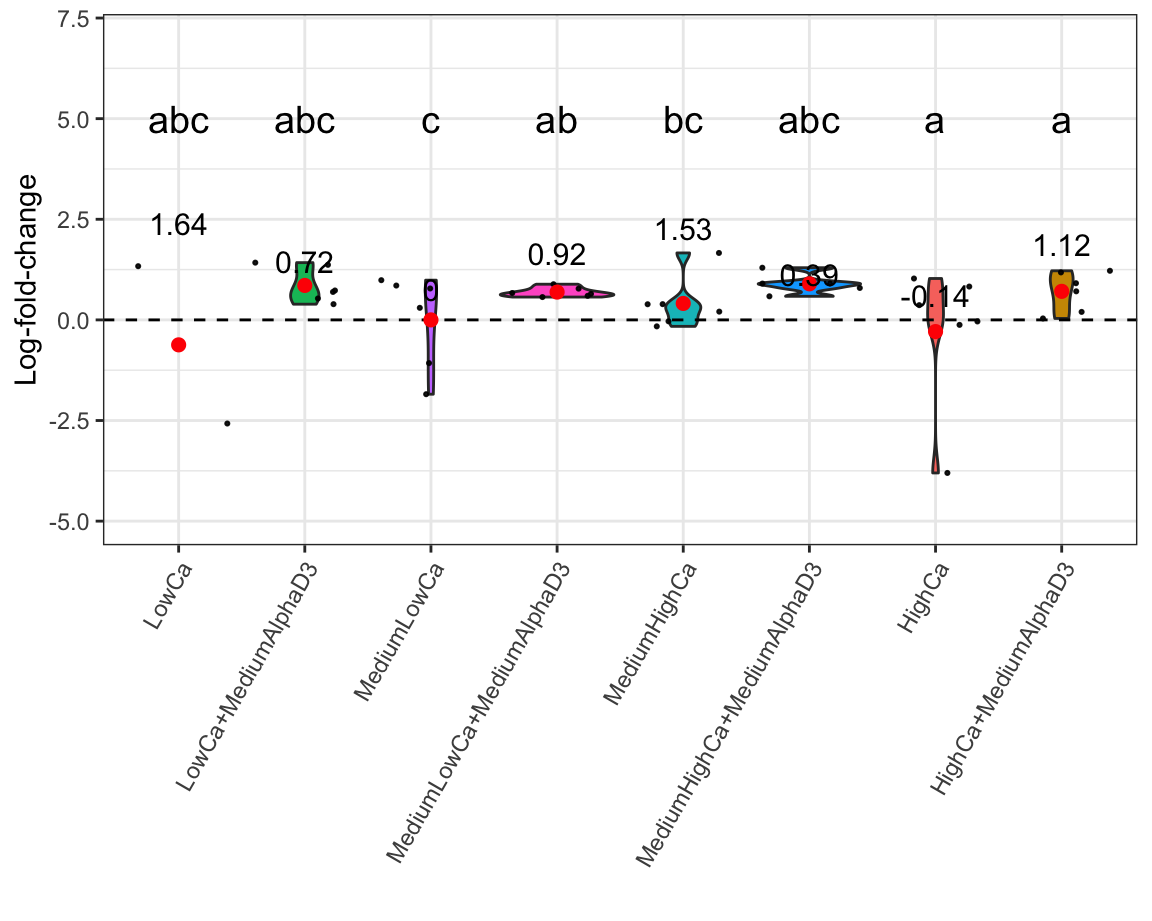 7.5
5.0
2.5
0.0
-2.5
-5.0
Log-fold-change
abc abc c ab bc abc a a
1.64 0.72 0 0.92 1.53 -0.14 1.12
LowCa
LowCa+MediumAlphaD3
MediumLowCa
MediumLowCa+MediumAlphaD3
MediumHighCa
MediumHighCa+MediumAlphaD3
HighCa
HighCa+MediumAlphaD3